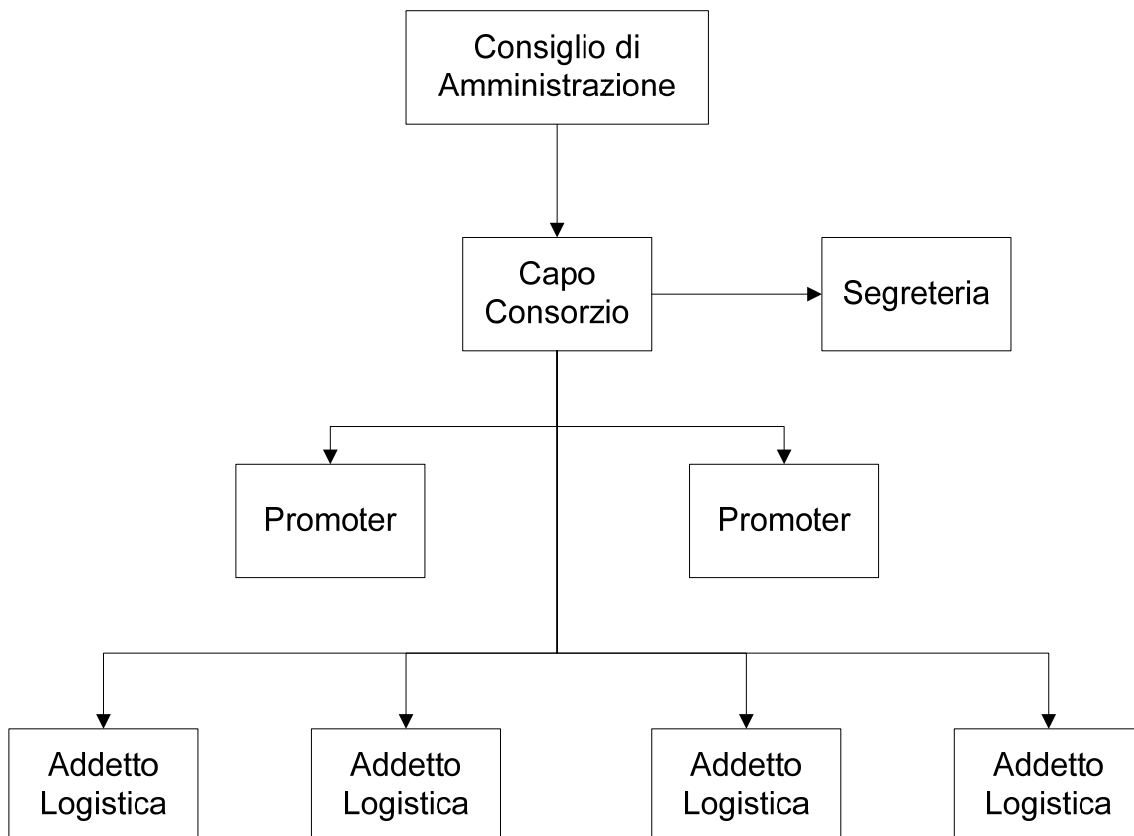 Consiglio di
Amministrazione
Capo
Consorzio
Segreteria
Promoter
Promoter
Addetto
Logistica
Addetto
Logistica
Addetto
Logistica
Addetto
Logistica